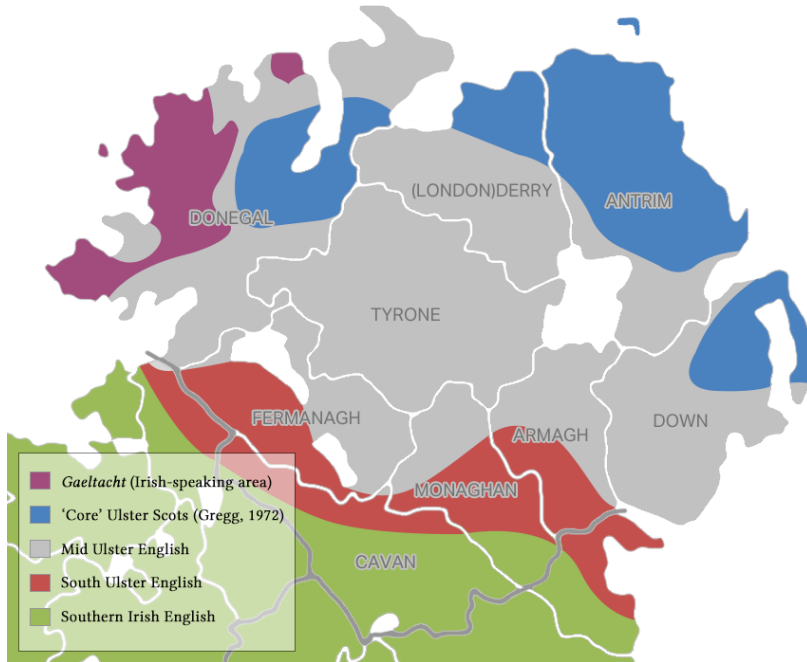 (LONDON)DERRY
ANTRIM
DONEGAL
TYRONE
FERMANAGH
DOWN
ARMAGH
MONAGHAN
CAVAN
Gaeltacht (Irish-speaking area)
‘Core’ Ulster Scots (Gregg, 1972)
Mid Ulster English
South Ulster English
Southern Irish English